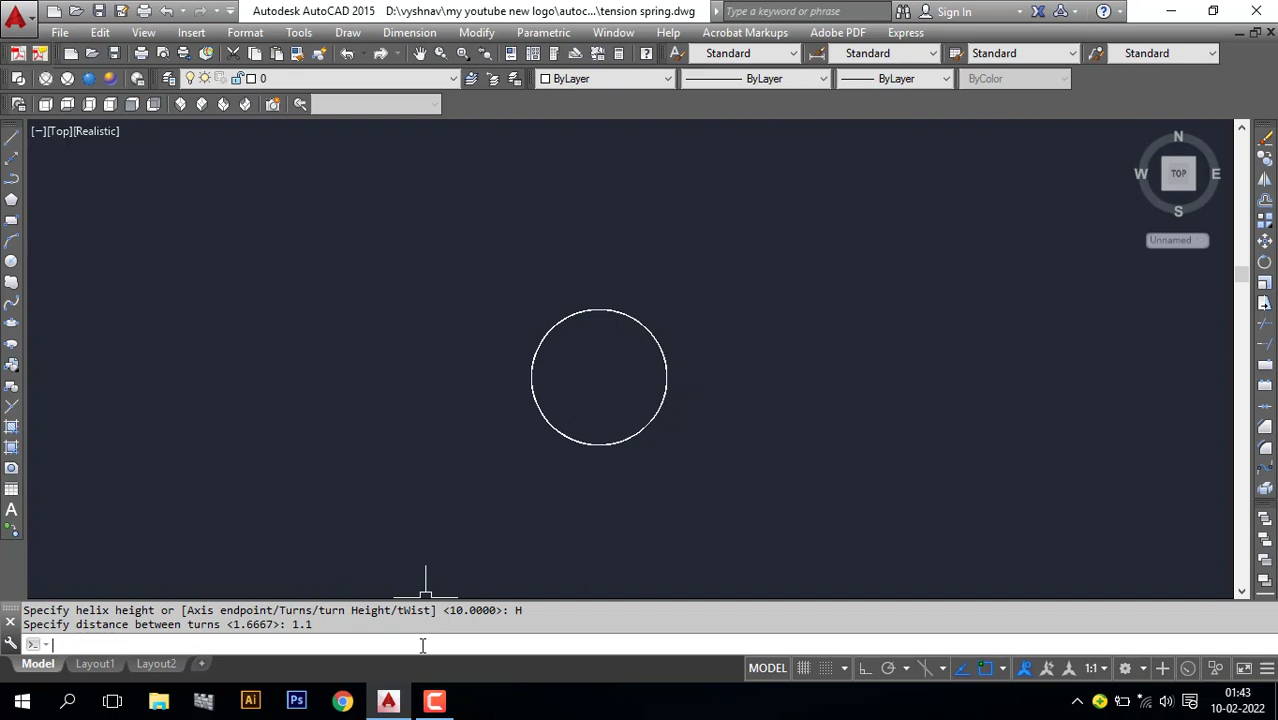 Autodesk AutoCAD 2015 D:\vyshnav\my youtube new logo\autoc...\tension spring.dwg
Type a keyword or phrase
Sign In
File Edit View Insert Format Tools Draw Dimension Modify Parametric Window Help Acrobat Markups Adobe PDF Express
Standard Standard Standard Standard
0 ByLayer ByLayer ByLayer ByColor
[−][Top][Realistic]
N
W TOP E
S
Unnamed
Specify helix height or [Axis endpoint/Turns/turn Height/tWist] <10.0000>: H
Specify distance between turns <1.6667>: 1.1
Model Layout1 Layout2 +
MODEL 1:1
Ai Ps
01:43
10-02-2022